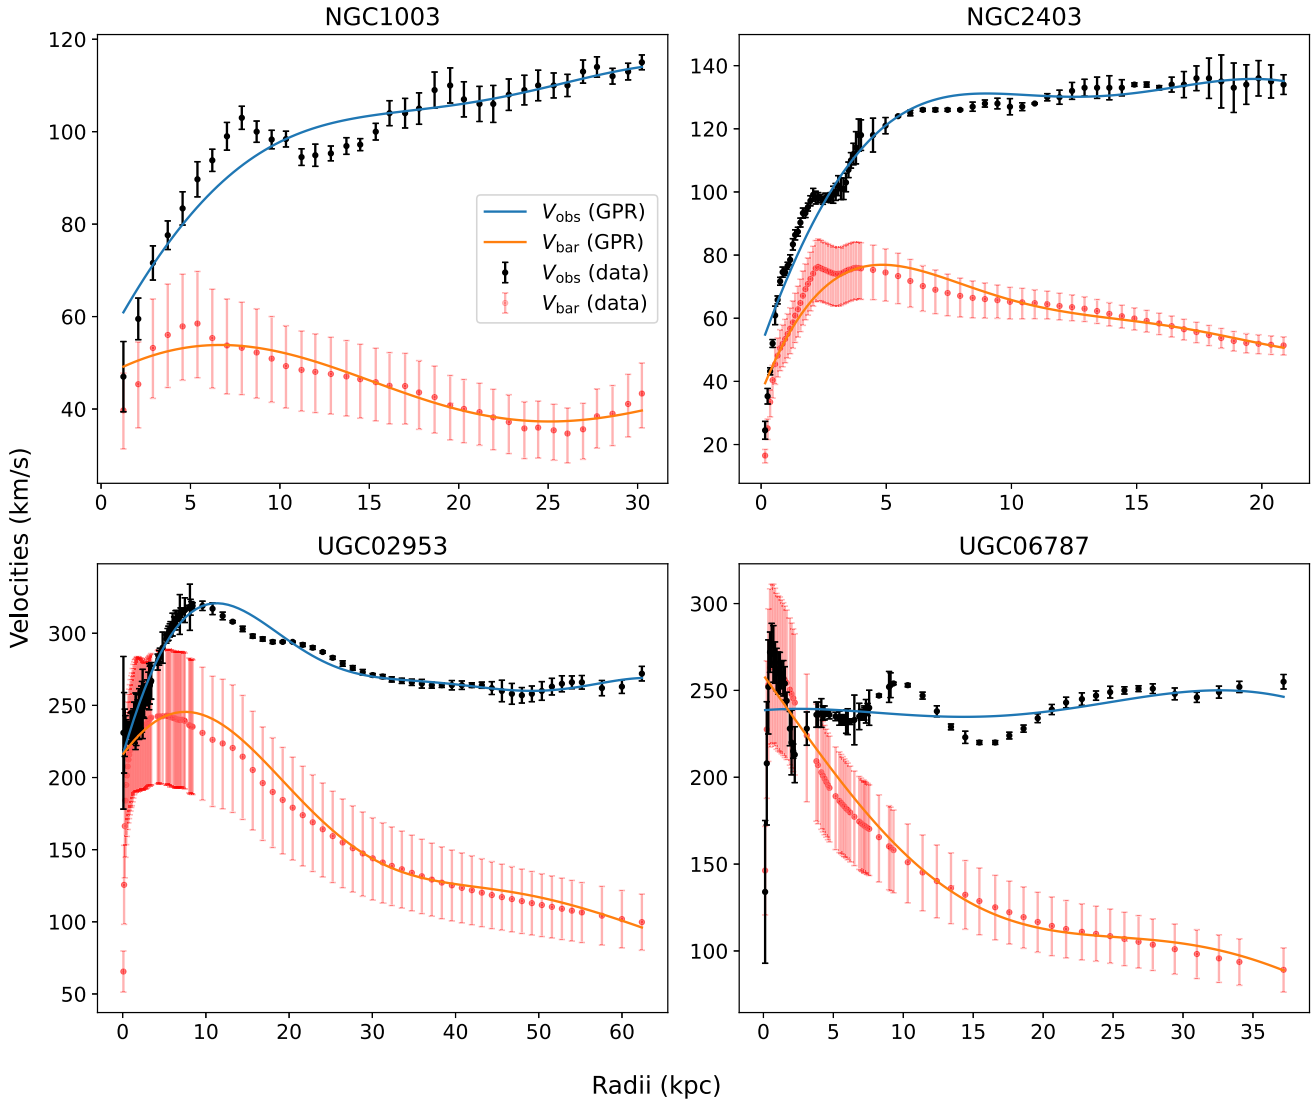 NGC1003
NGC2403
120
100
80
60
40
0 5 10 15 20 25 30
V_obs (GPR)
V_bar (GPR)
V_obs (data)
V_bar (data)
140
120
100
80
60
40
20
0 5 10 15 20
Velocities (km/s)
UGC02953
UGC06787
300
250
200
150
100
50
0 10 20 30 40 50 60
300
250
200
150
100
0 5 10 15 20 25 30 35
Radii (kpc)